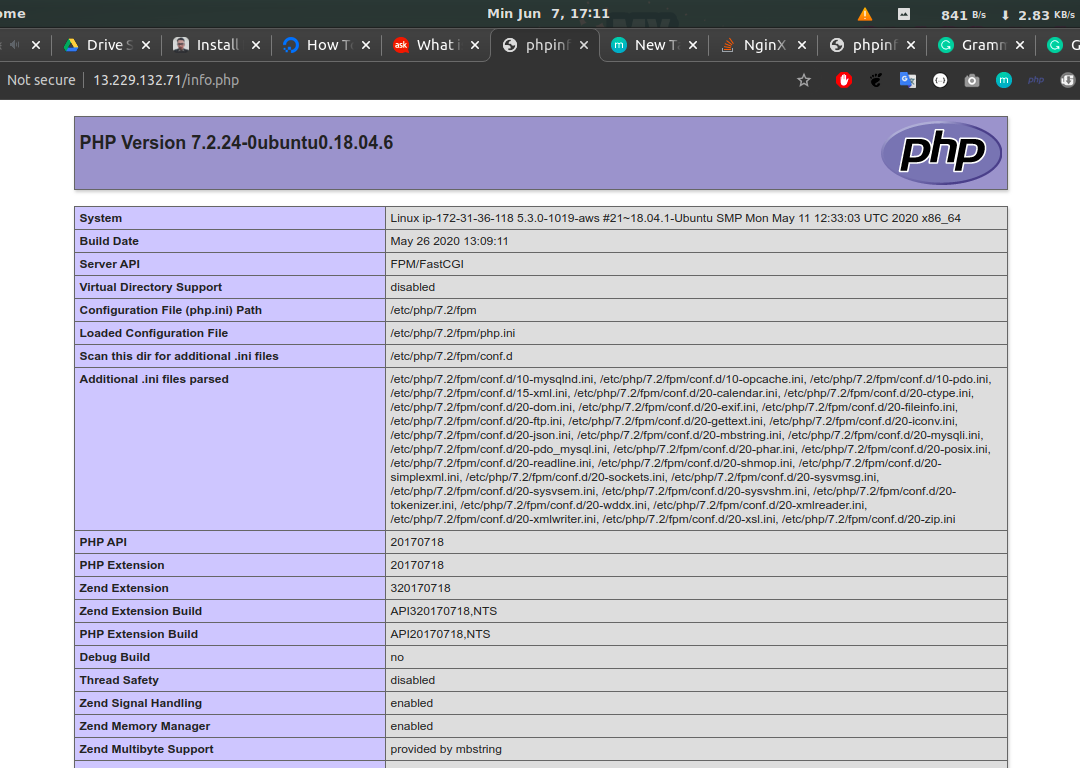 ome
Min Jun 7, 17:11
841 B/s
2.83 KB/s
Drive S
Install
How T
ask
What i
phpinf
m
New T
NginX
phpinf
Gramm
G
Not secure
13.229.132.71/info.php
m
php
PHP Version 7.2.24-0ubuntu0.18.04.6
php
System
Linux ip-172-31-36-118 5.3.0-1019-aws #21~18.04.1-Ubuntu SMP Mon May 11 12:33:03 UTC 2020 x86_64
Build Date
May 26 2020 13:09:11
Server API
FPM/FastCGI
Virtual Directory Support
disabled
Configuration File (php.ini) Path
/etc/php/7.2/fpm
Loaded Configuration File
/etc/php/7.2/fpm/php.ini
Scan this dir for additional .ini files
/etc/php/7.2/fpm/conf.d
Additional .ini files parsed
/etc/php/7.2/fpm/conf.d/10-mysqlnd.ini, /etc/php/7.2/fpm/conf.d/10-opcache.ini, /etc/php/7.2/fpm/conf.d/10-pdo.ini,
/etc/php/7.2/fpm/conf.d/15-xml.ini, /etc/php/7.2/fpm/conf.d/20-calendar.ini, /etc/php/7.2/fpm/conf.d/20-ctype.ini,
/etc/php/7.2/fpm/conf.d/20-dom.ini, /etc/php/7.2/fpm/conf.d/20-exif.ini, /etc/php/7.2/fpm/conf.d/20-fileinfo.ini,
/etc/php/7.2/fpm/conf.d/20-ftp.ini, /etc/php/7.2/fpm/conf.d/20-gettext.ini, /etc/php/7.2/fpm/conf.d/20-iconv.ini,
/etc/php/7.2/fpm/conf.d/20-json.ini, /etc/php/7.2/fpm/conf.d/20-mbstring.ini, /etc/php/7.2/fpm/conf.d/20-mysqli.ini,
/etc/php/7.2/fpm/conf.d/20-pdo_mysql.ini, /etc/php/7.2/fpm/conf.d/20-phar.ini, /etc/php/7.2/fpm/conf.d/20-posix.ini,
/etc/php/7.2/fpm/conf.d/20-readline.ini, /etc/php/7.2/fpm/conf.d/20-shmop.ini, /etc/php/7.2/fpm/conf.d/20-
simplexml.ini, /etc/php/7.2/fpm/conf.d/20-sockets.ini, /etc/php/7.2/fpm/conf.d/20-sysvmsg.ini,
/etc/php/7.2/fpm/conf.d/20-sysvsem.ini, /etc/php/7.2/fpm/conf.d/20-sysvshm.ini, /etc/php/7.2/fpm/conf.d/20-
tokenizer.ini, /etc/php/7.2/fpm/conf.d/20-wddx.ini, /etc/php/7.2/fpm/conf.d/20-xmlreader.ini,
/etc/php/7.2/fpm/conf.d/20-xmlwriter.ini, /etc/php/7.2/fpm/conf.d/20-xsl.ini, /etc/php/7.2/fpm/conf.d/20-zip.ini
PHP API
20170718
PHP Extension
20170718
Zend Extension
320170718
Zend Extension Build
API320170718,NTS
PHP Extension Build
API20170718,NTS
Debug Build
no
Thread Safety
disabled
Zend Signal Handling
enabled
Zend Memory Manager
enabled
Zend Multibyte Support
provided by mbstring